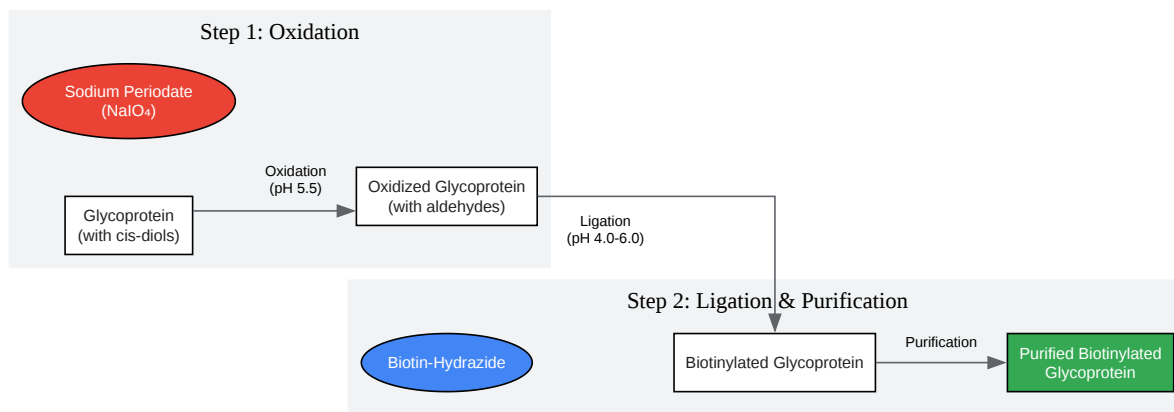 Step 1: Oxidation
Sodium Periodate
(NaIO₄)
Oxidation
(pH 5.5)
Glycoprotein
(with cis-diols)
Oxidized Glycoprotein
(with aldehydes)
Ligation
(pH 4.0-6.0)
Step 2: Ligation & Purification
Biotin-Hydrazide
Biotinylated Glycoprotein
Purification
Purified Biotinylated
Glycoprotein